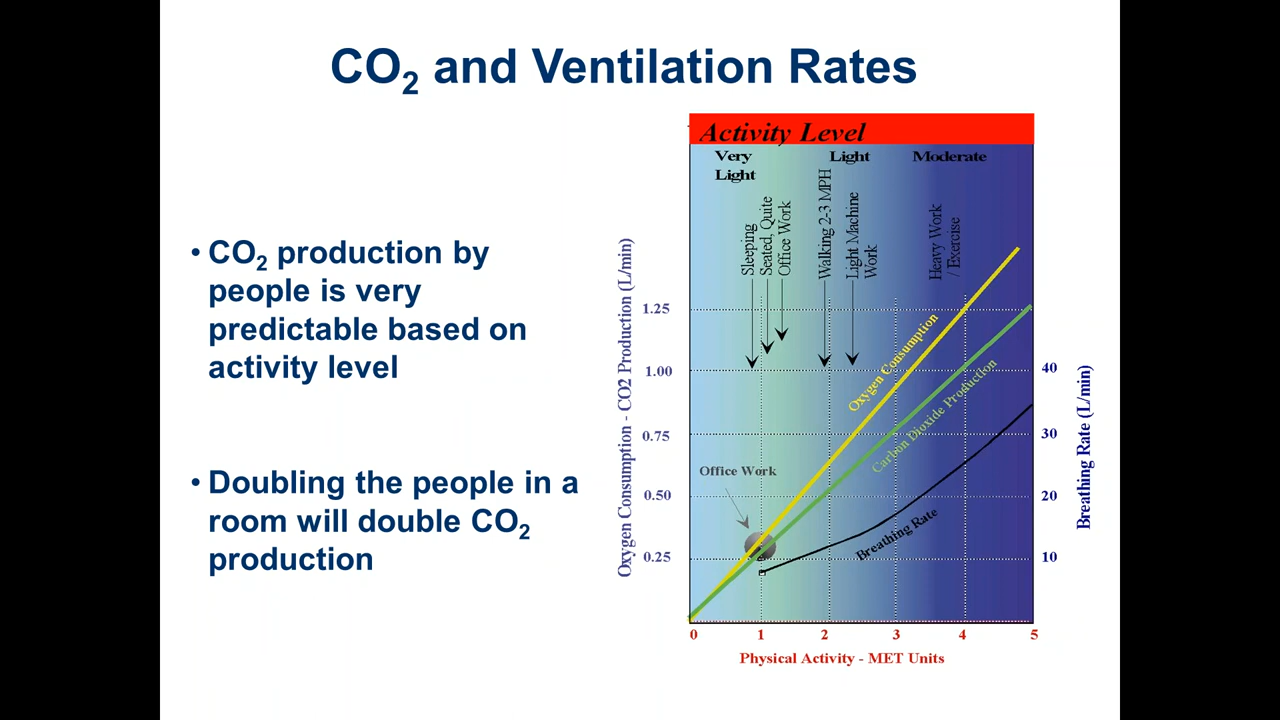 CO2 and Ventilation Rates
• CO2 production by
people is very
predictable based on
activity level
• Doubling the people in a
room will double CO2
production
Activity Level
Very
Light
Light
Moderate
Sleeping
Seated, Quite
Office Work
Walking 2-3 MPH
Light Machine
Work
Heavy Work
/ Exercise
Oxygen Consumption - CO2 Production (L/min)
1.25
1.00
0.75
0.50
0.25
Office Work
Oxygen Consumption
Carbon Dioxide Production
Breathing Rate
40
30
20
10
Breathing Rate (L/min)
0 1 2 3 4 5
Physical Activity - MET Units